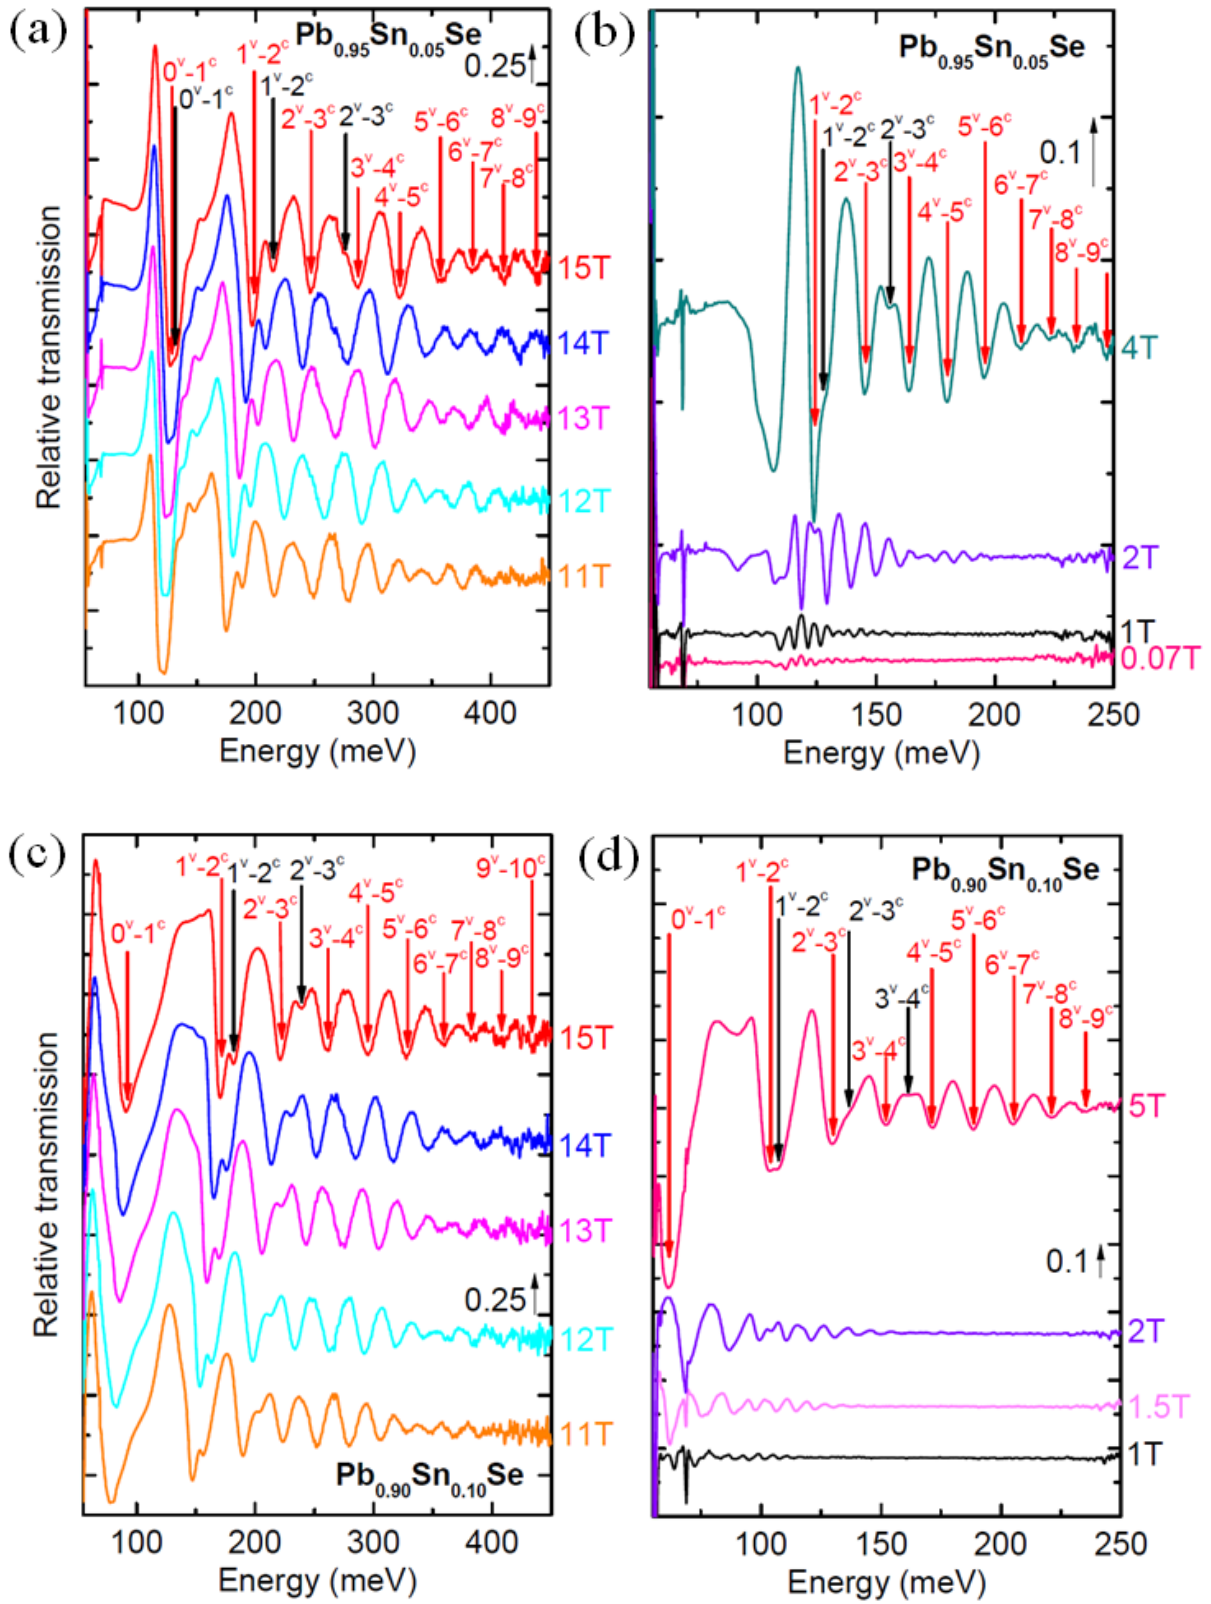 (a)
Pb0.95Sn0.05Se
0.25
0v-1c
0v-1c
1v-2c
1v-2c
2v-3c
2v-3c
3v-4c
4v-5c
5v-6c
6v-7c
7v-8c
8v-9c
15T
14T
13T
12T
11T
Relative transmission
100 200 300 400
Energy (meV)
(b)
Pb0.95Sn0.05Se
0.1
1v-2c
1v-2c
2v-3c
2v-3c
3v-4c
4v-5c
5v-6c
6v-7c
7v-8c
8v-9c
4T
2T
1T
0.07T
100 150 200 250
Energy (meV)
(c)
0v-1c
1v-2c
1v-2c
2v-3c
2v-3c
3v-4c
4v-5c
5v-6c
6v-7c
7v-8c
8v-9c
9v-10c
15T
14T
13T
0.25
12T
11T
Pb0.90Sn0.10Se
Relative transmission
100 200 300 400
Energy (meV)
(d)
Pb0.90Sn0.10Se
0v-1c
1v-2c
1v-2c
2v-3c
2v-3c
3v-4c
3v-4c
4v-5c
5v-6c
6v-7c
7v-8c
8v-9c
5T
0.1
2T
1.5T
1T
100 150 200 250
Energy (meV)